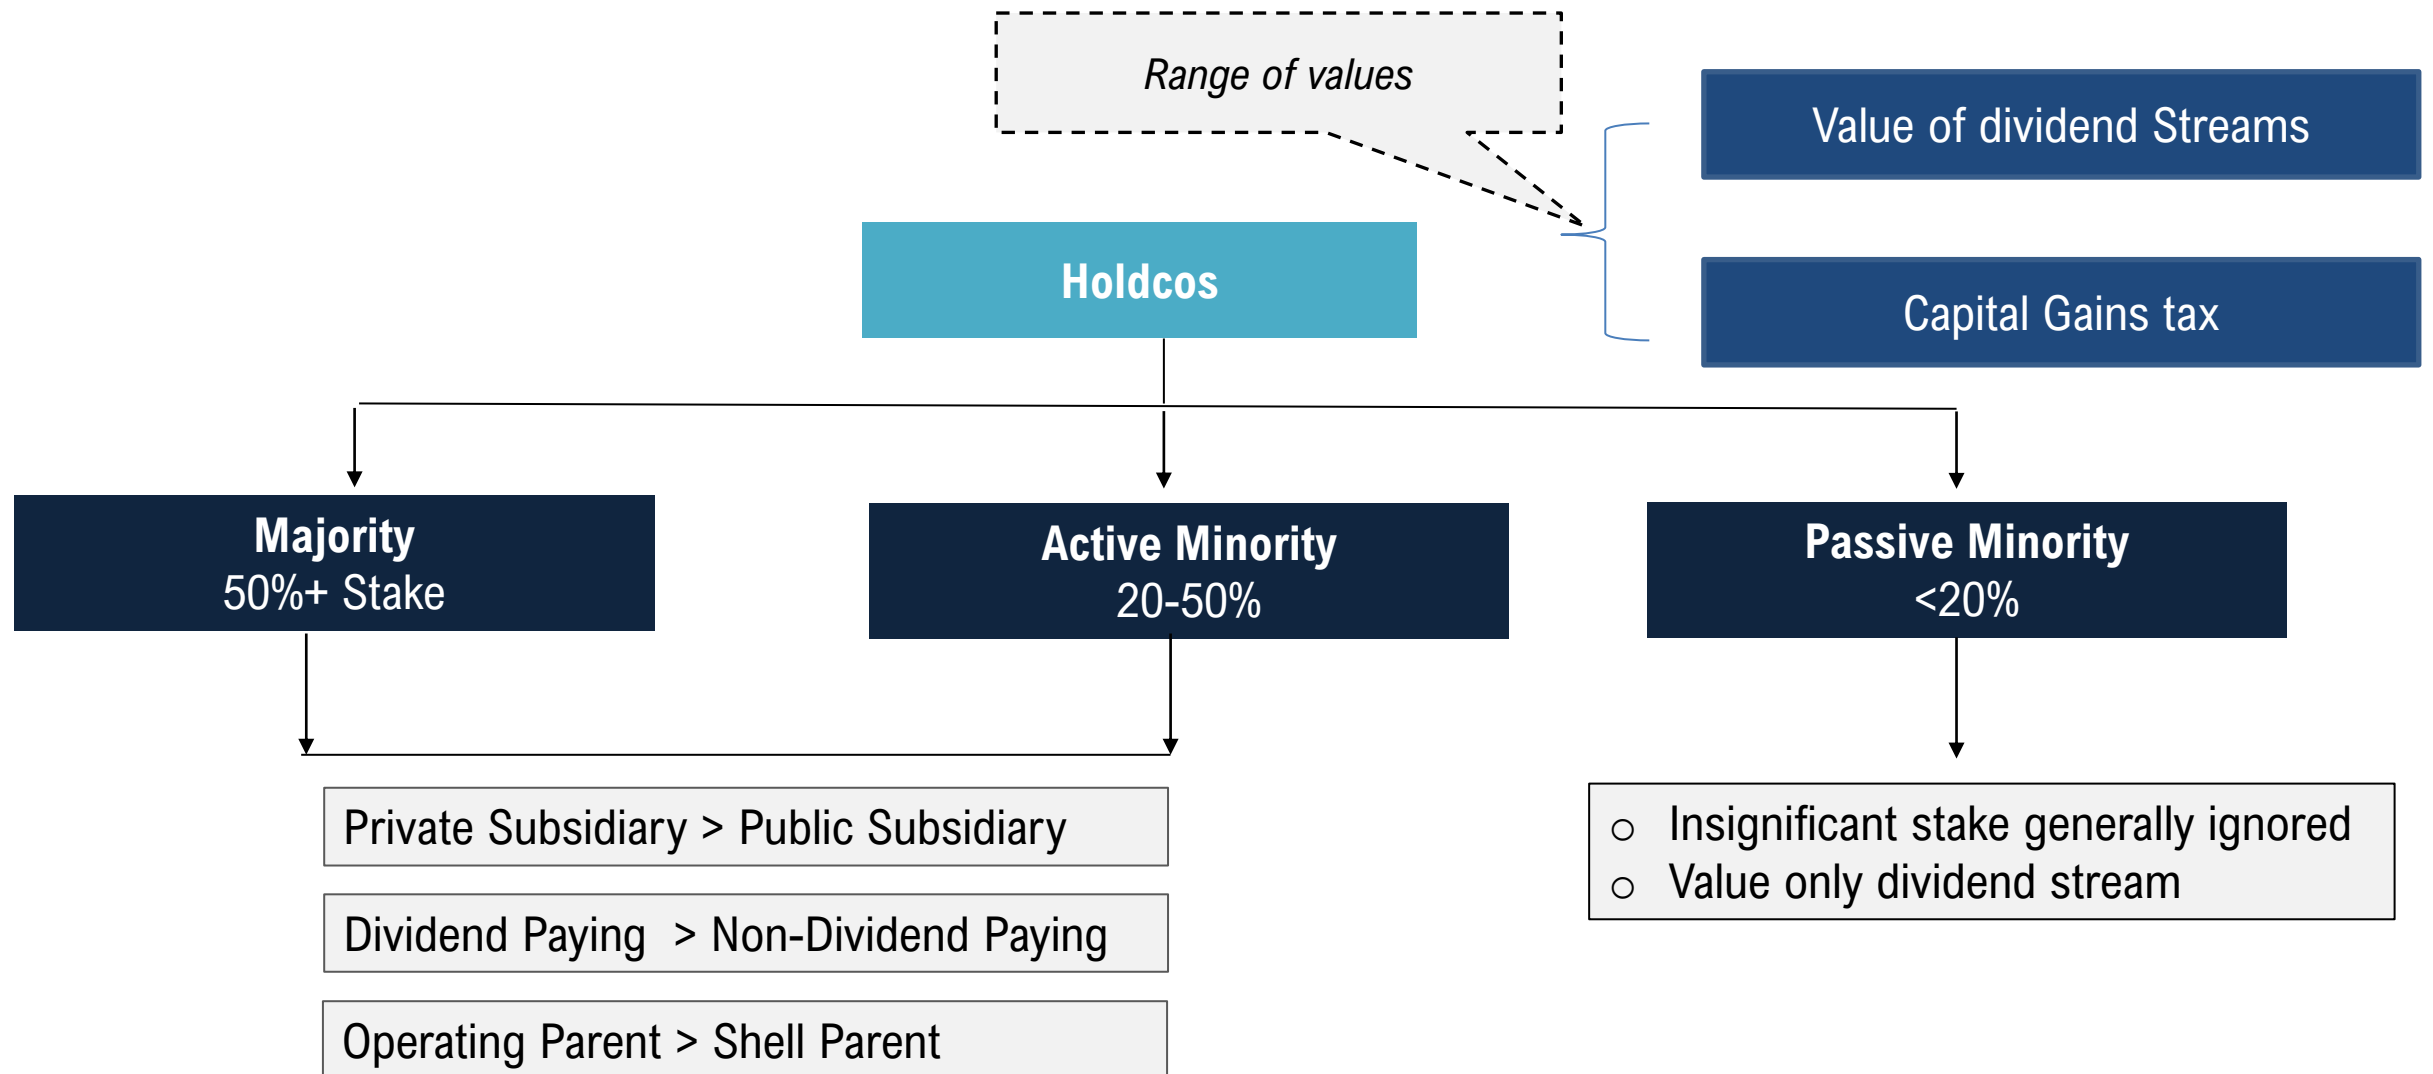 Range of values
Value of dividend Streams
Holdcos
Capital Gains tax
Majority
50%+ Stake
Active Minority
20-50%
Passive Minority
<20%
Private Subsidiary > Public Subsidiary
Dividend Paying  > Non-Dividend Paying
Operating Parent > Shell Parent
o Insignificant stake generally ignored
o Value only dividend stream